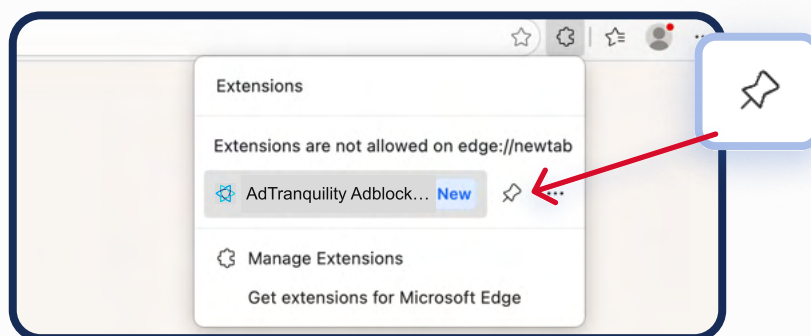 Extensions
Extensions are not allowed on edge://newtab
AdTranquility Adblock... New
Manage Extensions
Get extensions for Microsoft Edge